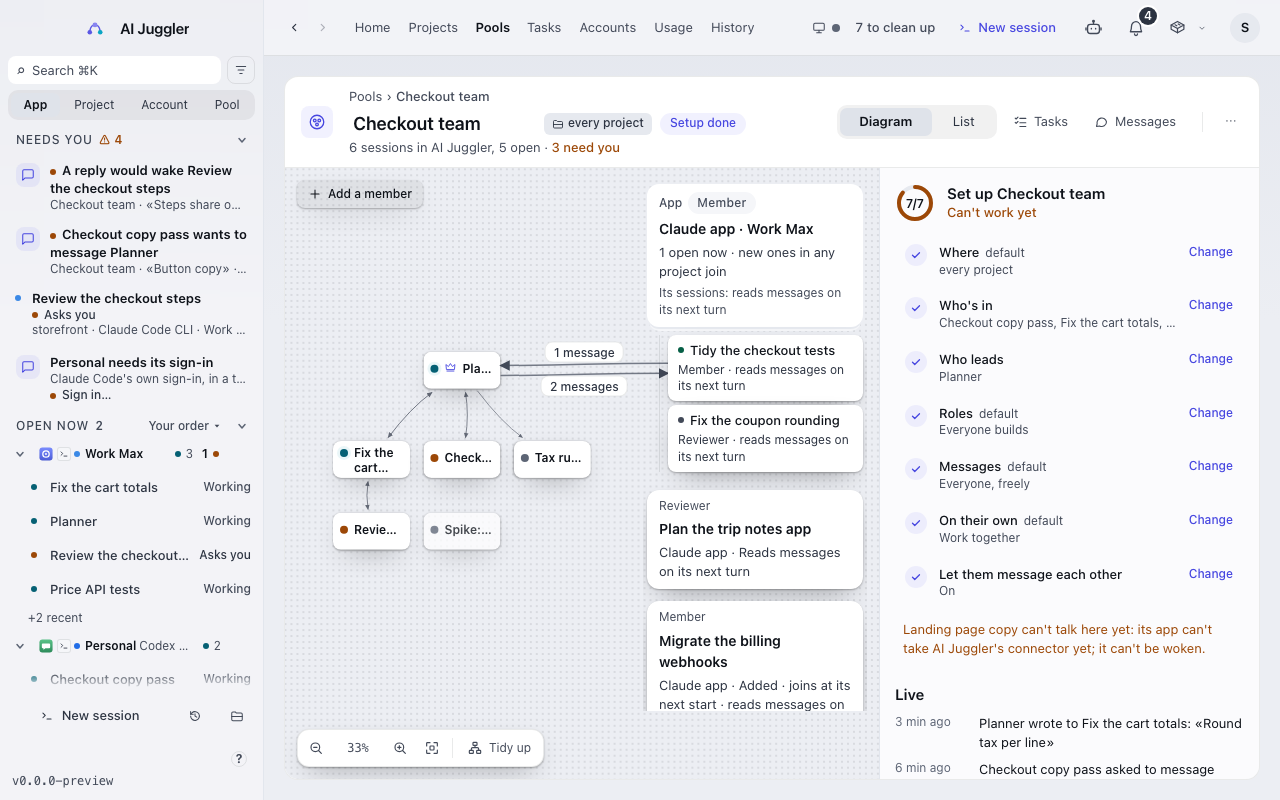 AI Juggler
Search ⌘K
App
Project
Account
Pool
NEEDS YOU
4
A reply would wake Review
the checkout steps
Checkout team · «Steps share o...
Checkout copy pass wants to
message Planner
Checkout team · «Button copy» ·...
Review the checkout steps
Asks you
storefront · Claude Code CLI · Work ...
Personal needs its sign-in
Claude Code's own sign-in, in a t...
Sign in...
OPEN NOW 2
Your order
Work Max
3
1
Fix the cart totals
Working
Planner
Working
Review the checkout...
Asks you
Price API tests
Working
+2 recent
Personal Codex ...
2
Checkout copy pass
Working
New session
?
v0.0.0-preview
Home
Projects
Pools
Tasks
Accounts
Usage
History
7 to clean up
New session
4
S
Pools › Checkout team
Checkout team
every project
Setup done
6 sessions in AI Juggler, 5 open · 3 need you
Diagram
List
Tasks
Messages
Add a member
App
Member
Claude app · Work Max
1 open now · new ones in any
project join
Its sessions: reads messages on
its next turn
1 message
2 messages
Pla...
Tidy the checkout tests
Member · reads messages on
its next turn
Fix the coupon rounding
Reviewer · reads messages on
its next turn
Fix the
cart...
Check...
Tax ru...
Revie...
Spike:...
Reviewer
Plan the trip notes app
Claude app · Reads messages
on its next turn
Member
Migrate the billing
webhooks
Claude app · Added · joins at its
next start · reads messages on
33%
Tidy up
7/7
Set up Checkout team
Can't work yet
Where default
every project
Change
Who's in
Checkout copy pass, Fix the cart totals, ...
Change
Who leads
Planner
Change
Roles default
Everyone builds
Change
Messages default
Everyone, freely
Change
On their own default
Work together
Change
Let them message each other
On
Change
Landing page copy can't talk here yet: its app can't
take AI Juggler's connector yet; it can't be woken.
Live
3 min ago
Planner wrote to Fix the cart totals: «Round
tax per line»
6 min ago
Checkout copy pass asked to message